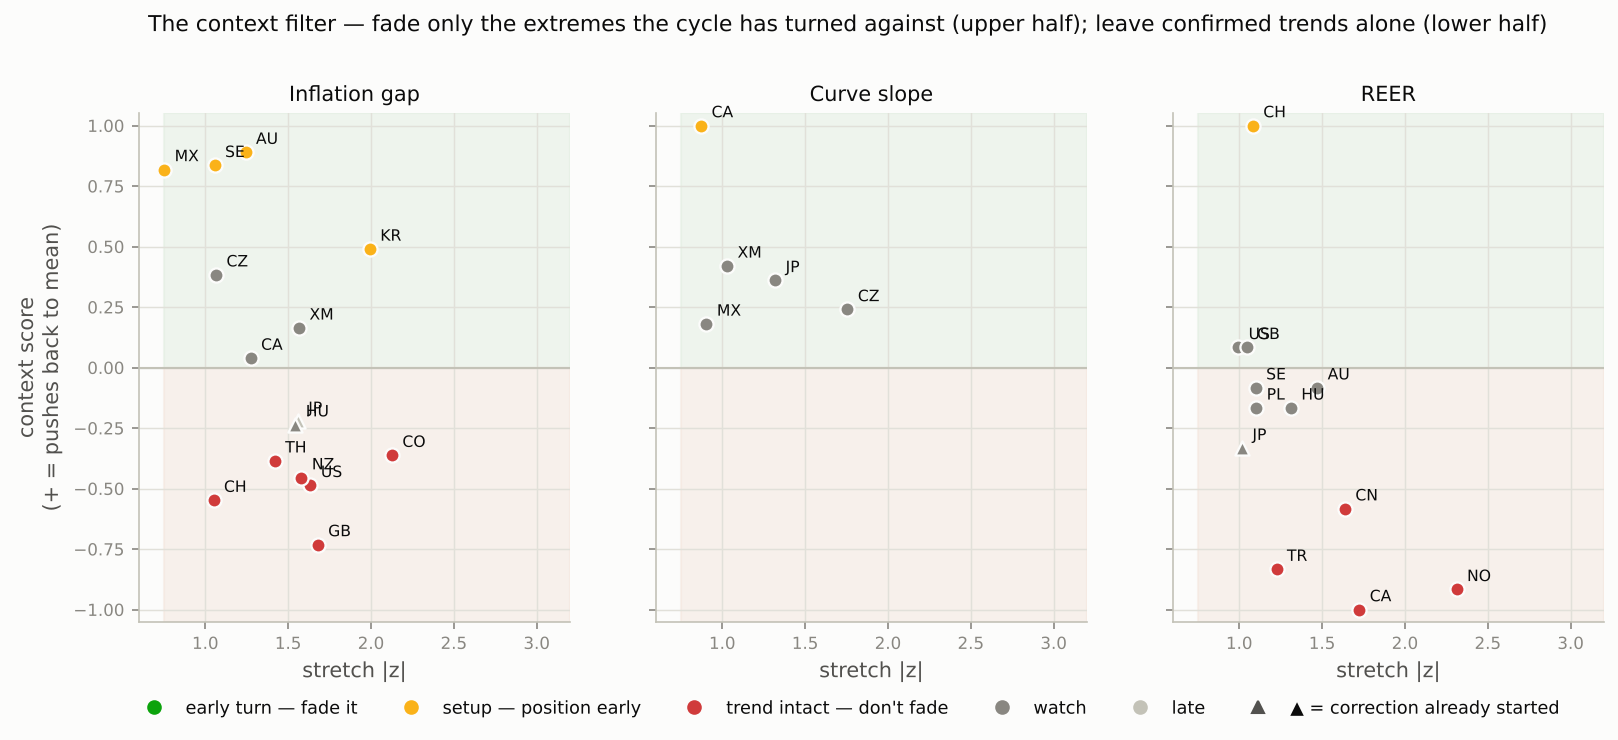 The context filter — fade only the extremes the cycle has turned against (upper half); leave confirmed trends alone (lower half)
Inflation gap
Curve slope
REER
context score
(+ = pushes back to mean)
1.00
0.75
0.50
0.25
0.00
−0.25
−0.50
−0.75
−1.00
MX
SE
AU
KR
CZ
XM
CA
JP
HU
TH
CO
NZ
US
CH
GB
CA
XM
JP
CZ
MX
CH
US
GB
SE
AU
PL
HU
JP
CN
TR
NO
CA
1.0 1.5 2.0 2.5 3.0
1.0 1.5 2.0 2.5 3.0
1.0 1.5 2.0 2.5 3.0
stretch |z|
stretch |z|
stretch |z|
early turn — fade it
setup — position early
trend intact — don't fade
watch
late
▲ = correction already started